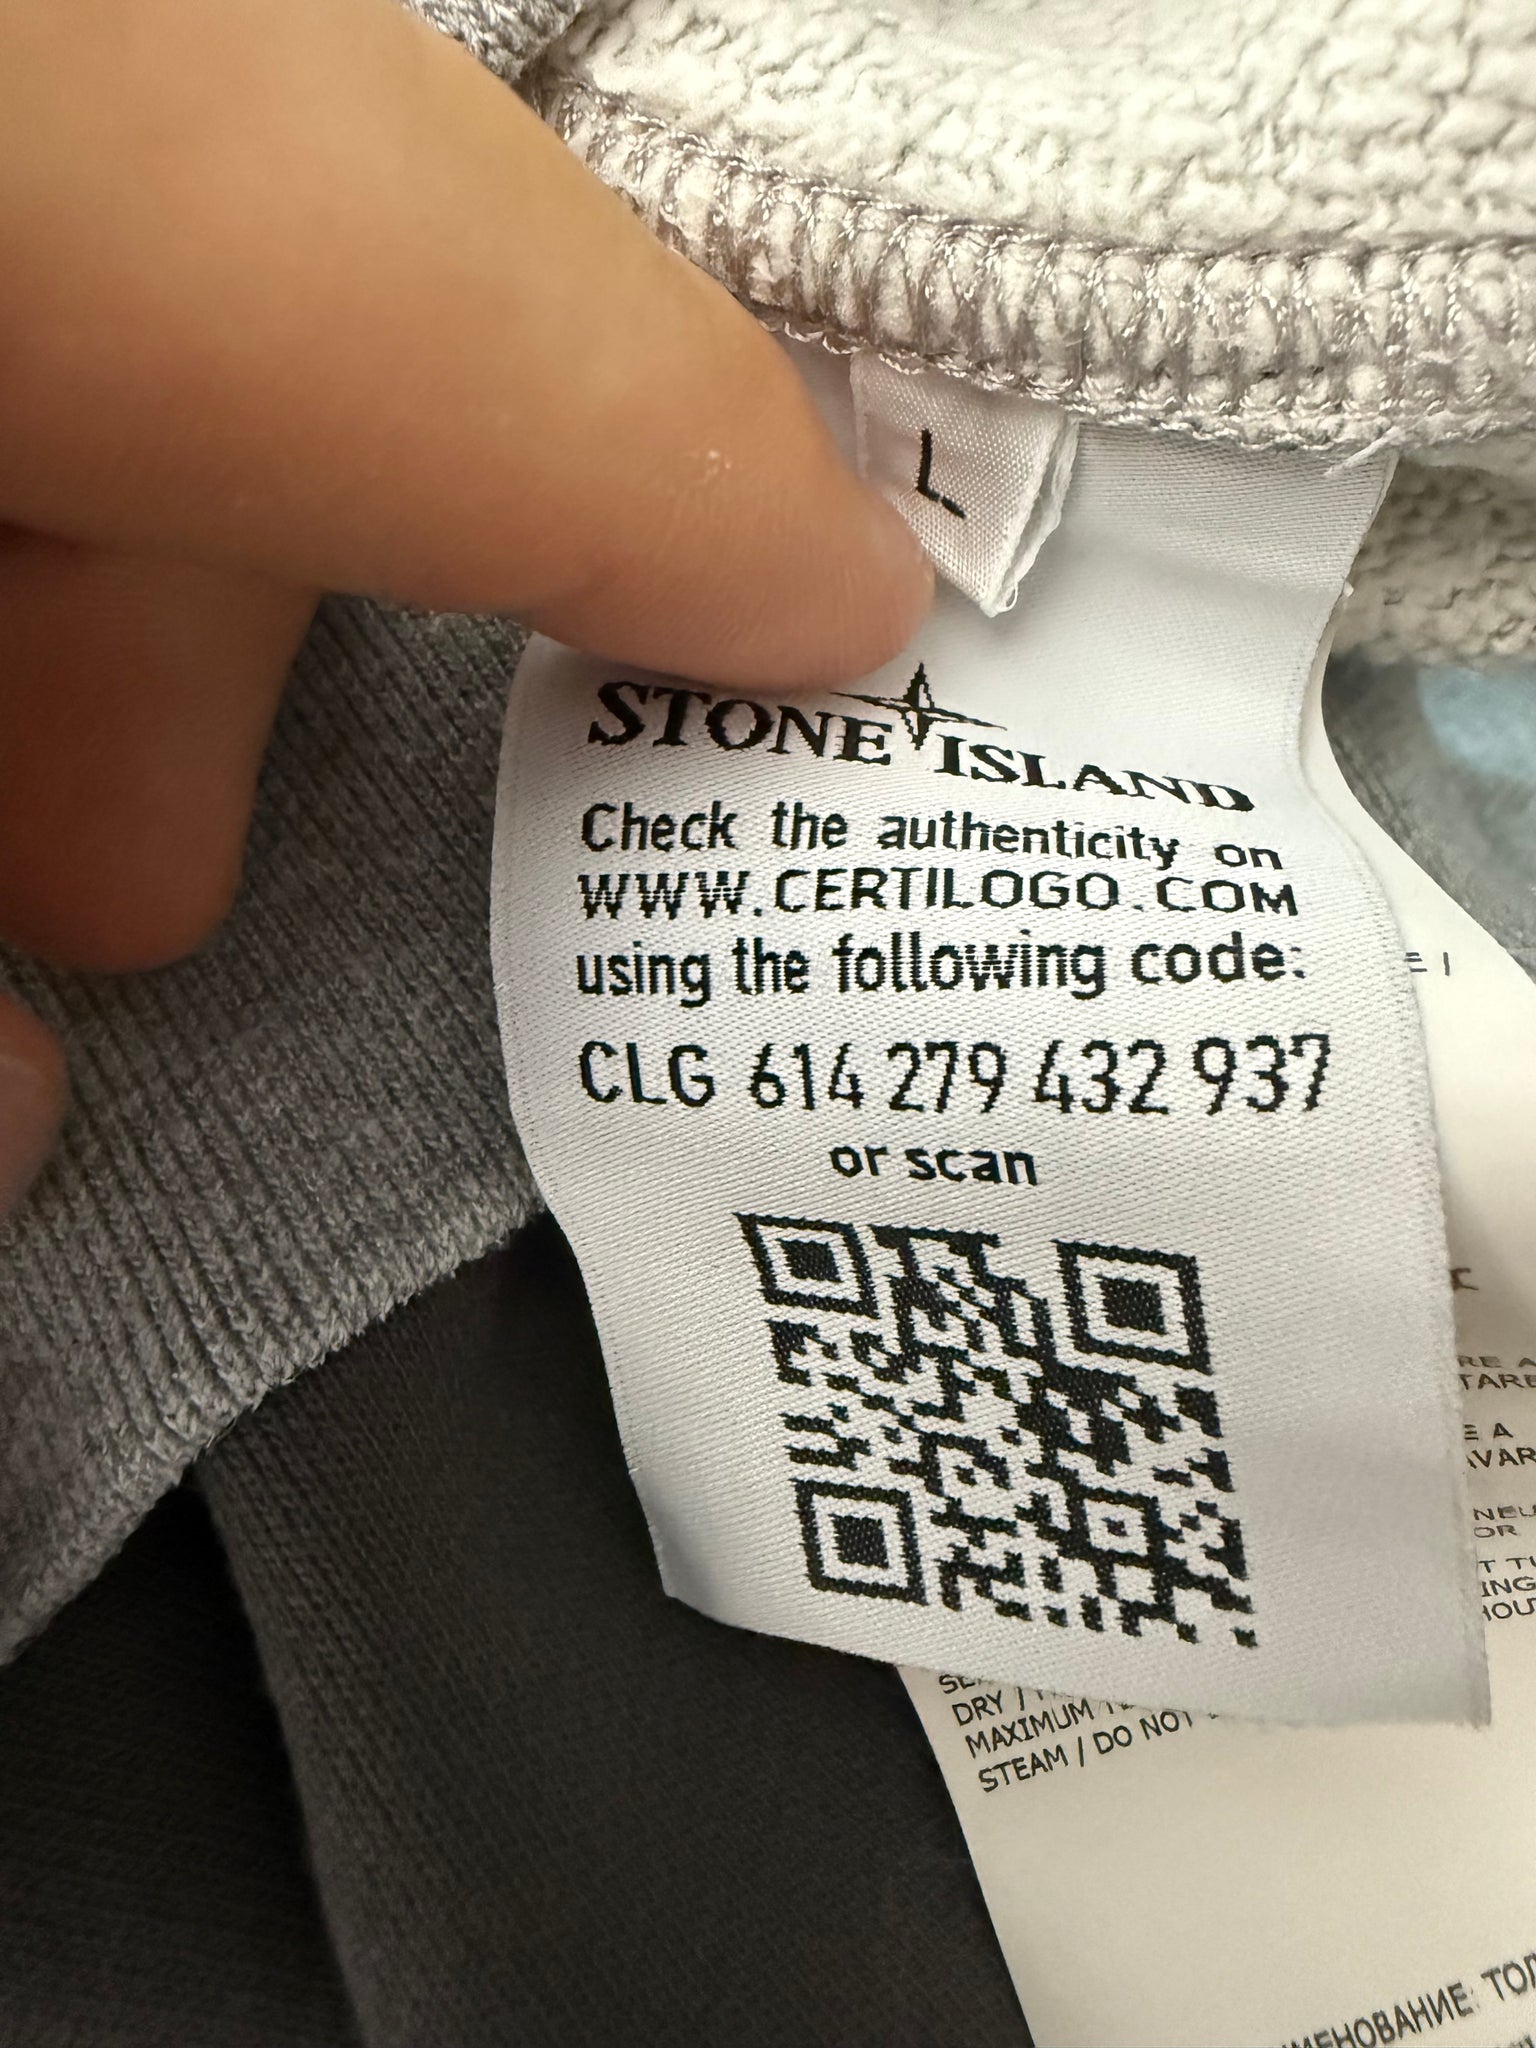 L
STONE ISLAND
Check the authenticity on
WWW.CERTILOGO.COM
using the following code:
CLG 614 279 432 937
or scan
DRY /
MAXIMUM
STEAM / DO NOT